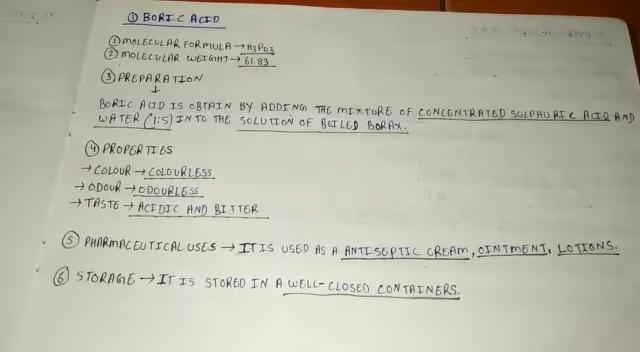 ① BORIC ACID
① MOLECULAR FORMULA → H3PO3
② MOLECULAR WEIGHT → 61.83
③ PREPARATION
↓
BORIC ACID IS OBTAIN BY ADDING THE MIXTURE OF CONCENTRATED SULPHURIC ACID AND
WATER (1:5) INTO THE SOLUTION OF BOILED BORAX.
④ PROPERTIES
→ COLOUR → COLOURLESS
→ ODOUR → ODOURLESS
→ TASTE → ACIDIC AND BITTER
⑤ PHARMACEUTICAL USES → IT IS USED AS A ANTISEPTIC CREAM, OINTMENT, LOTIONS.
⑥ STORAGE → IT IS STORED IN A WELL-CLOSED CONTAINERS.